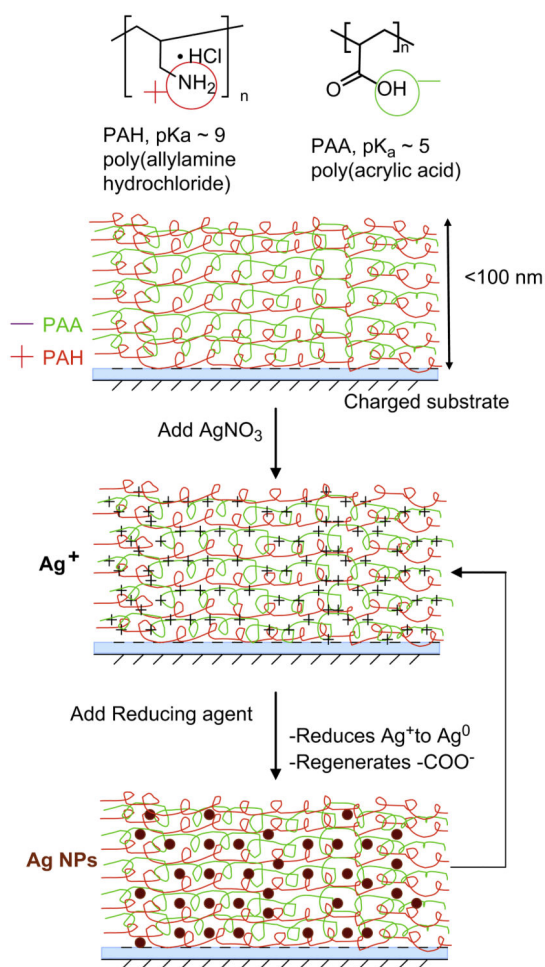 • HCl
NH₂
n
+
PAH, pKa ~ 9
poly(allylamine
hydrochloride)
n
O
OH
−
PAA, pKₐ ~ 5
poly(acrylic acid)
<100 nm
— PAA
+ PAH
Charged substrate
Add AgNO₃
Ag⁺
Add Reducing agent
-Reduces Ag⁺to Ag⁰
-Regenerates -COO⁻
Ag NPs